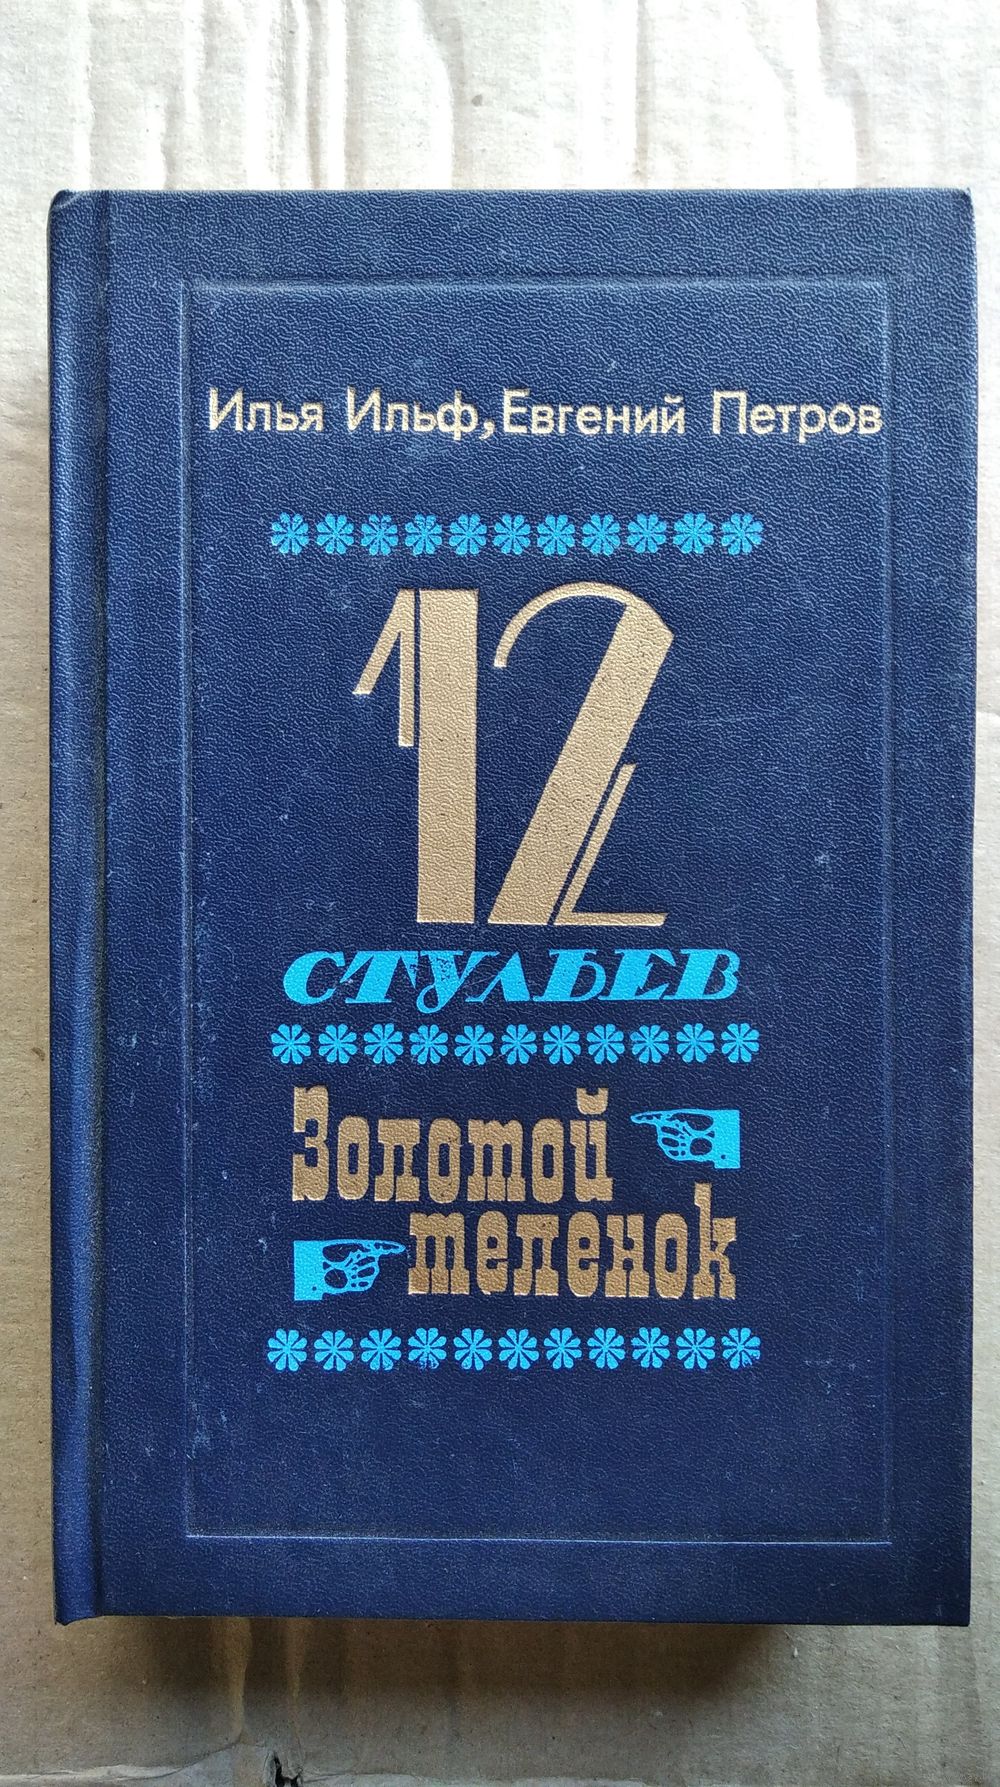 Илья Ильф, Евгений Петров
12
СТУЛЬЕВ
Золотой
теленок